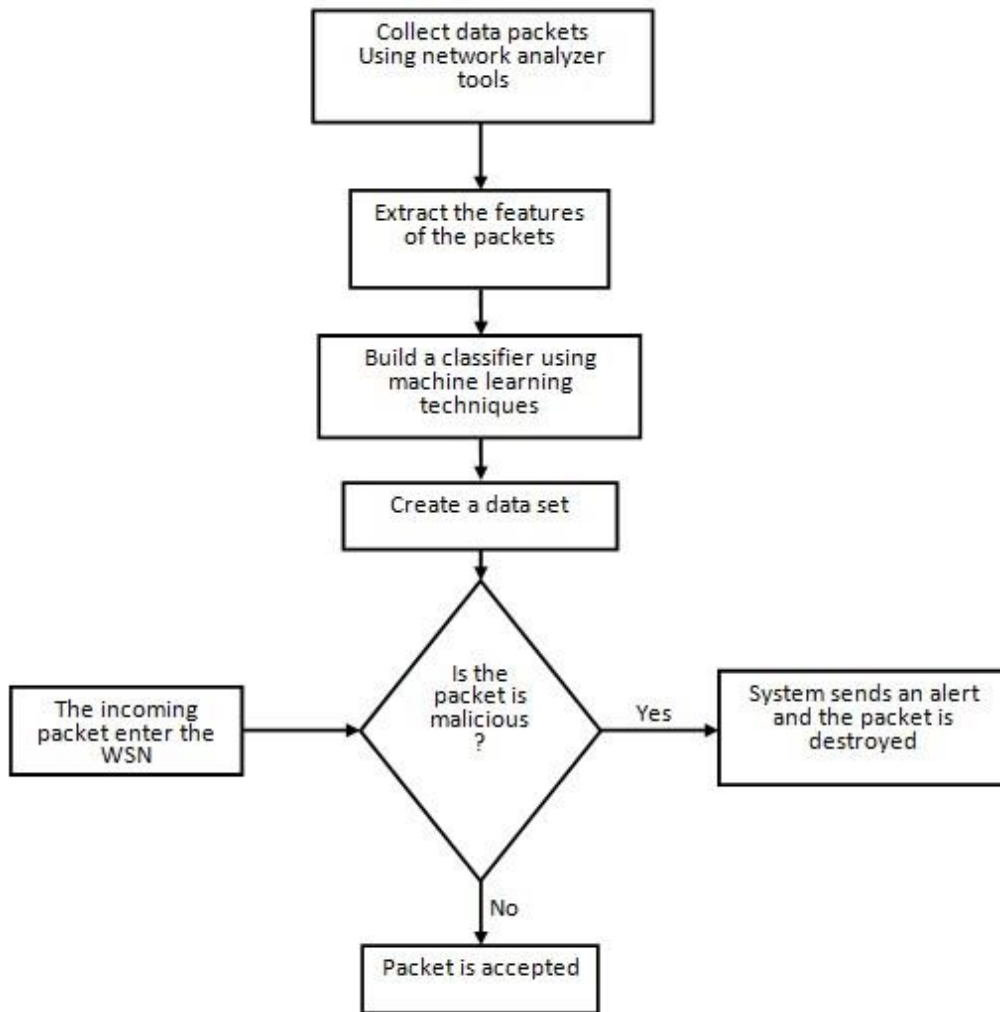 Collect data packets
Using network analyzer
tools
Extract the features
of the packets
Build a classifier using
machine learning
techniques
Create a data set
Is the
packet is
malicious
?
The incoming
packet enter the
WSN
Yes
System sends an alert
and the packet is
destroyed
No
Packet is accepted